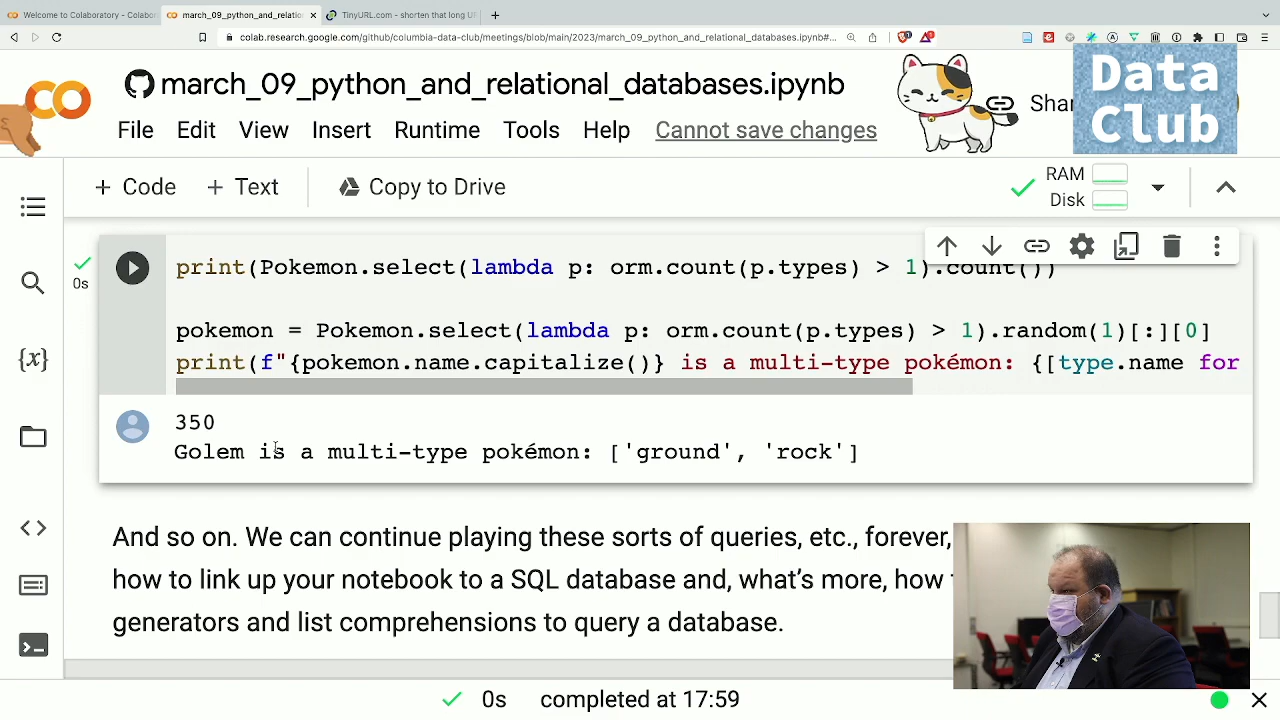 Welcome to Colaboratory - Colabor
march_09_python_and_relatio
TinyURL.com - shorten that long UR
colab.research.google.com/github/columbia-data-club/meetings/blob/main/2023/march_09_python_and_relational_databases.ipynb#...
march_09_python_and_relational_databases.ipynb
Shar
Data
Club
File Edit View Insert Runtime Tools Help Cannot save changes
+ Code + Text Copy to Drive
RAM
Disk
0s
print(Pokemon.select(lambda p: orm.count(p.types) > 1).count())
pokemon = Pokemon.select(lambda p: orm.count(p.types) > 1).random(1)[:][0]
print(f"{pokemon.name.capitalize()} is a multi-type pokémon: {[type.name for
350
Golem is a multi-type pokémon: ['ground', 'rock']
And so on. We can continue playing these sorts of queries, etc., forever,
how to link up your notebook to a SQL database and, what's more, how
generators and list comprehensions to query a database.
0s completed at 17:59